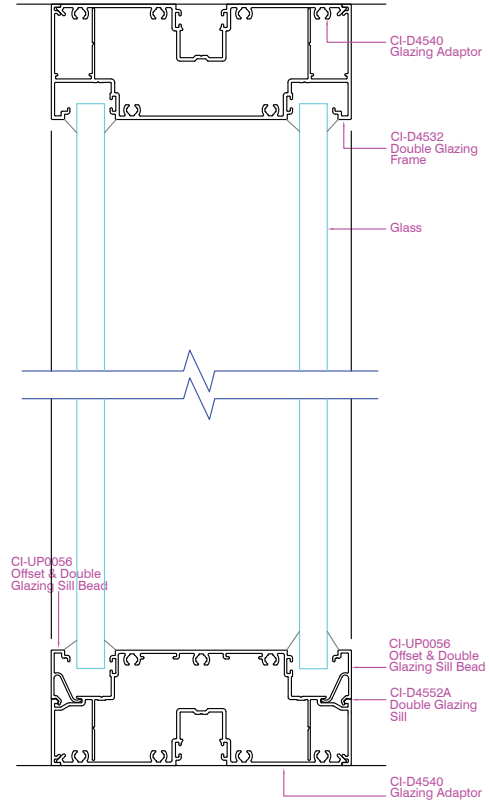 CI-D4540
Glazing Adaptor
CI-D4532
Double Glazing
Frame
Glass
CI-UP0056
Offset & Double
Glazing Sill Bead
CI-UP0056
Offset & Double
Glazing Sill Bead
CI-D4552A
Double Glazing
Sill
CI-D4540
Glazing Adaptor